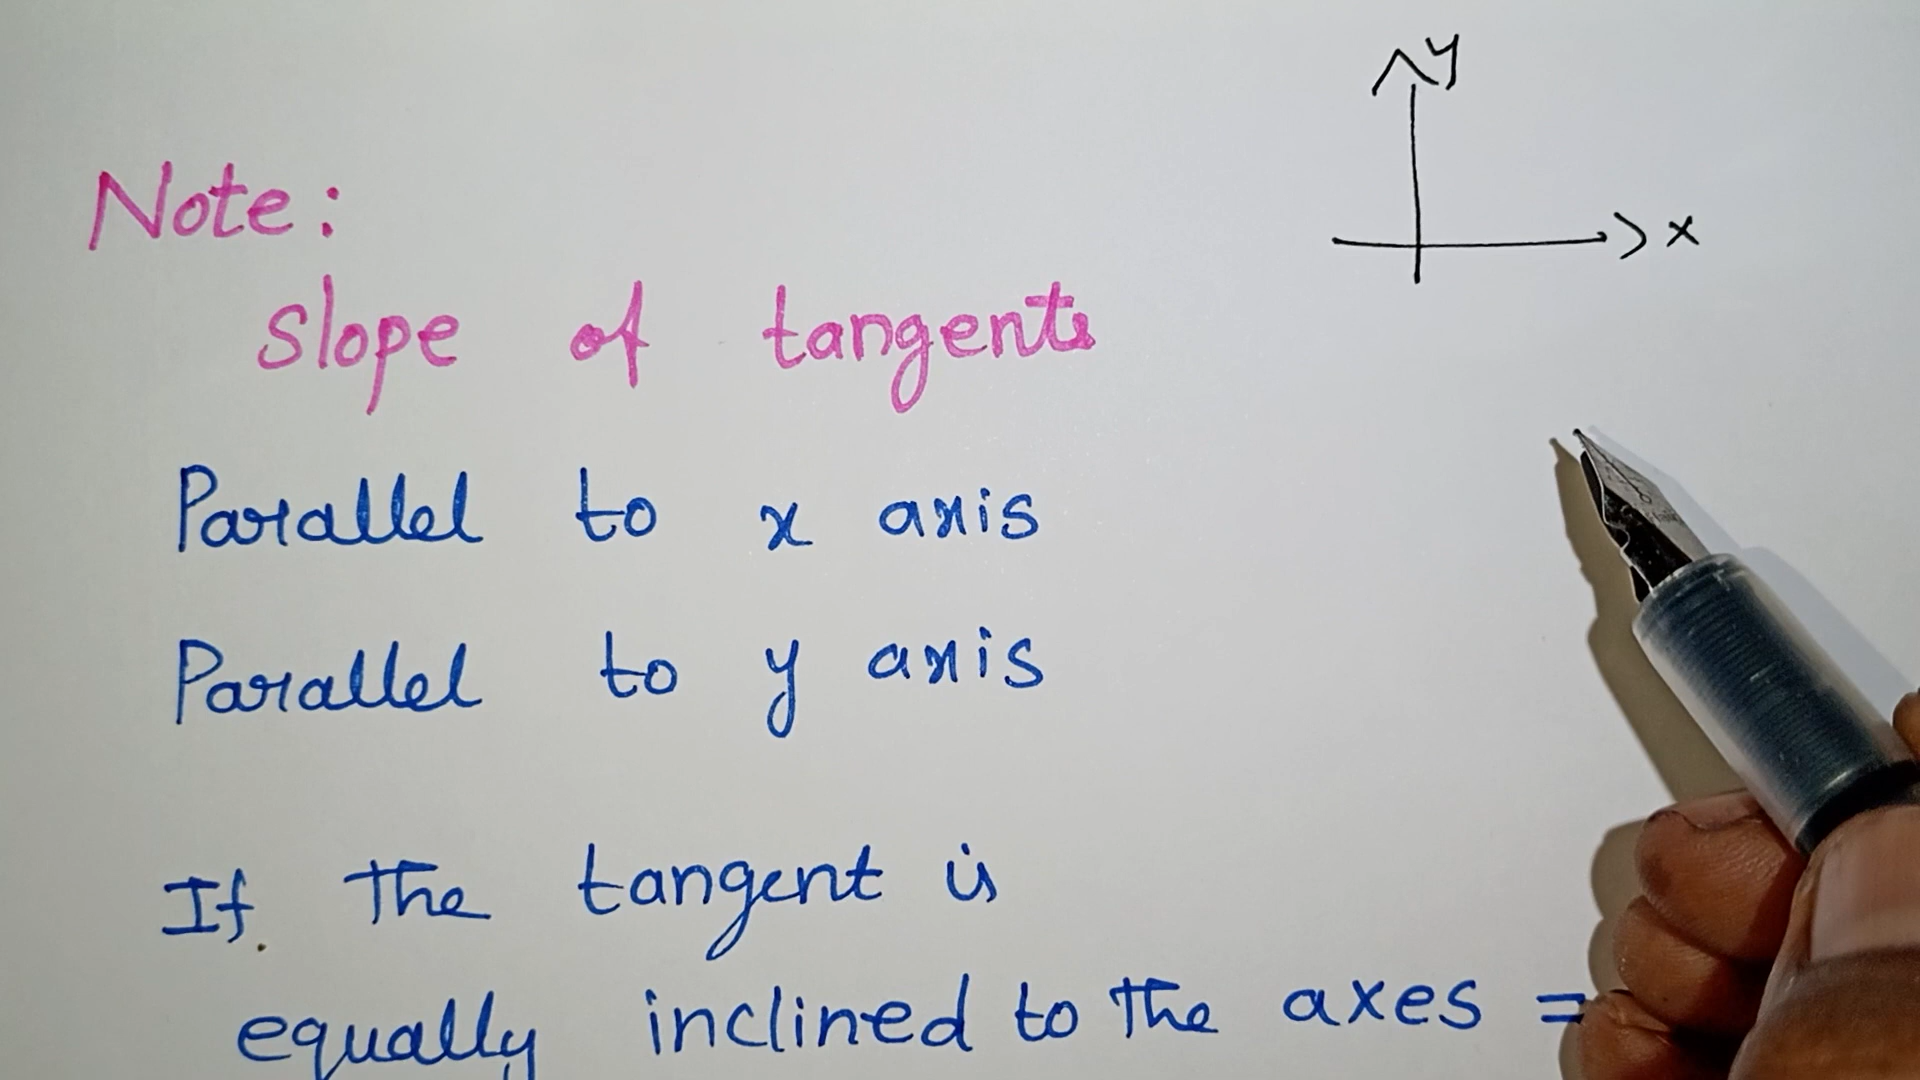 y
x
Note:
slope of tangents
Parallel to x axis
Parallel to y axis
If the tangent is
equally inclined to the axes =